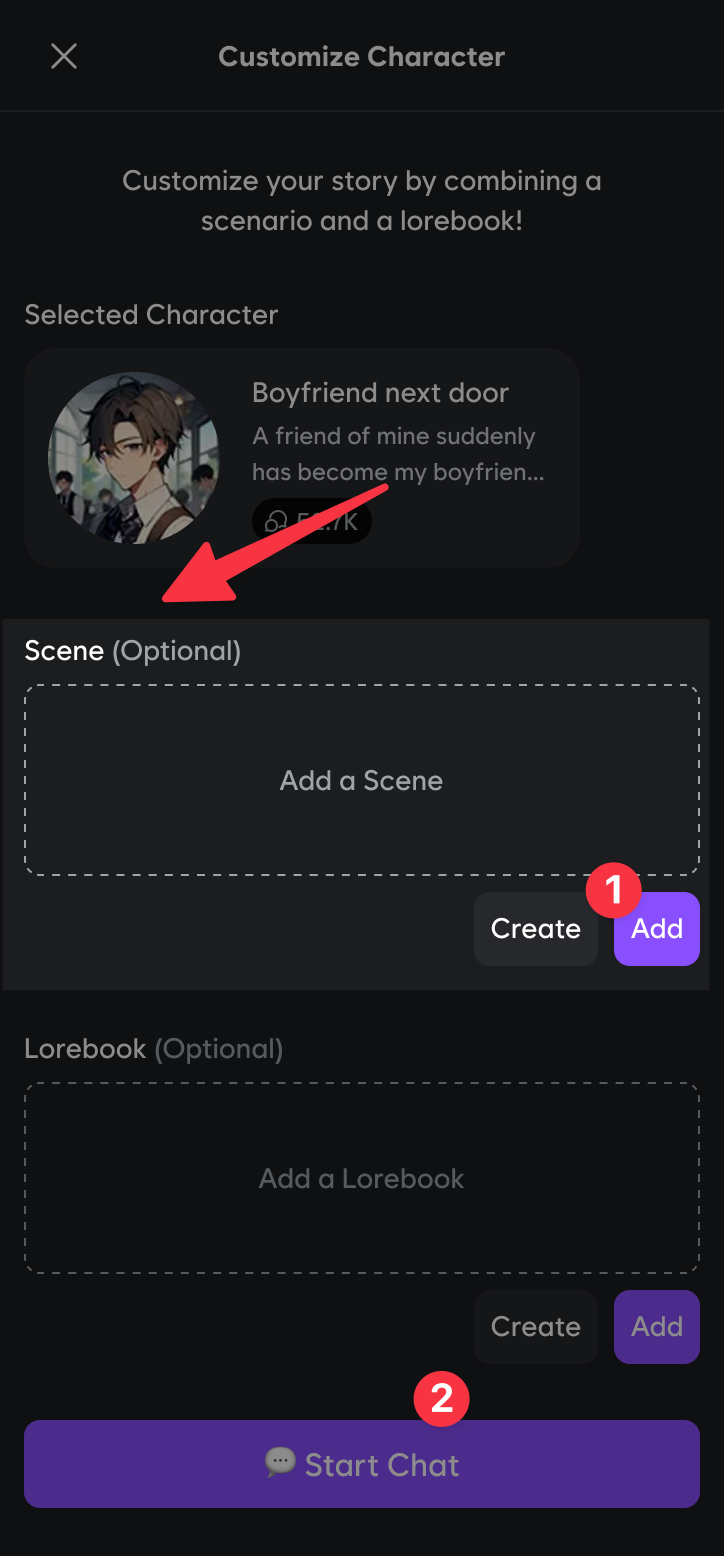 Customize Character
Customize your story by combining a
scenario and a lorebook!
Selected Character
Boyfriend next door
A friend of mine suddenly
has become my boyfrien...
Scene (Optional)
Add a Scene
1
Create
Add
Lorebook (Optional)
Add a Lorebook
Create
Add
2
Start Chat